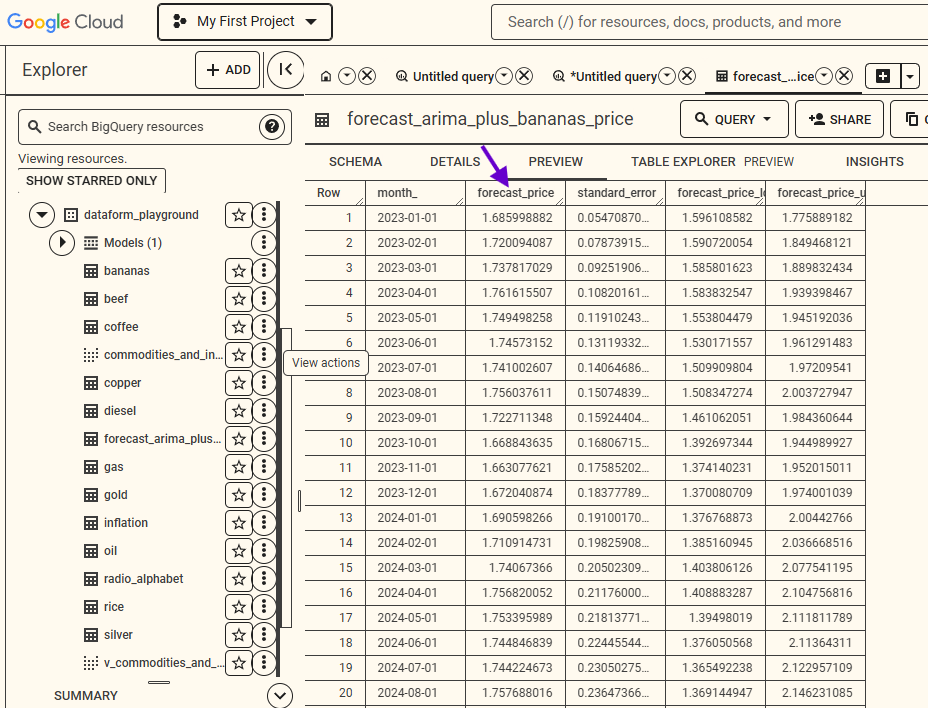 Google Cloud
My First Project
Search (/) for resources, docs, products, and more
Explorer
+ ADD
Untitled query
*Untitled query
forecast_...ice
Search BigQuery resources
forecast_arima_plus_bananas_price
QUERY
SHARE
Viewing resources.
SHOW STARRED ONLY
SCHEMA
DETAILS
PREVIEW
TABLE EXPLORER PREVIEW
INSIGHTS
dataform_playground
Models (1)
bananas
beef
coffee
commodities_and_in...
copper
diesel
forecast_arima_plus...
gas
gold
inflation
oil
radio_alphabet
rice
silver
v_commodities_and_...
SUMMARY
View actions
Row month_ forecast_price standard_error forecast_price_lo forecast_price_u
1 2023-01-01 1.685998882 0.05470870... 1.596108582 1.775889182
2 2023-02-01 1.720094087 0.07873915... 1.590720054 1.849468121
3 2023-03-01 1.737817029 0.09251906... 1.585801623 1.889832434
4 2023-04-01 1.761615507 0.10820161... 1.583832547 1.939398467
5 2023-05-01 1.749498258 0.11910243... 1.553804479 1.945192036
6 2023-06-01 1.74573152 0.13119332... 1.530171557 1.961291483
2023-07-01 1.741002607 0.14064686... 1.509909804 1.97209541
8 2023-08-01 1.756037611 0.15074839... 1.508347274 2.003727947
9 2023-09-01 1.722711348 0.15924404... 1.461062051 1.984360644
10 2023-10-01 1.668843635 0.16806715... 1.392697344 1.944989927
11 2023-11-01 1.663077621 0.17585202... 1.374140231 1.952015011
12 2023-12-01 1.672040874 0.18377789... 1.370080709 1.974001039
13 2024-01-01 1.690598266 0.19100170... 1.376768873 2.00442766
14 2024-02-01 1.710914731 0.19825908... 1.385160945 2.036668516
15 2024-03-01 1.74067366 0.20502309... 1.403806126 2.077541195
16 2024-04-01 1.756820052 0.21176000... 1.408883287 2.104756816
17 2024-05-01 1.753395989 0.21813771... 1.39498019 2.111811789
18 2024-06-01 1.744846839 0.22445544... 1.376050568 2.11364311
19 2024-07-01 1.744224673 0.23050275... 1.365492238 2.122957109
20 2024-08-01 1.757688016 0.23647366... 1.369144947 2.146231085